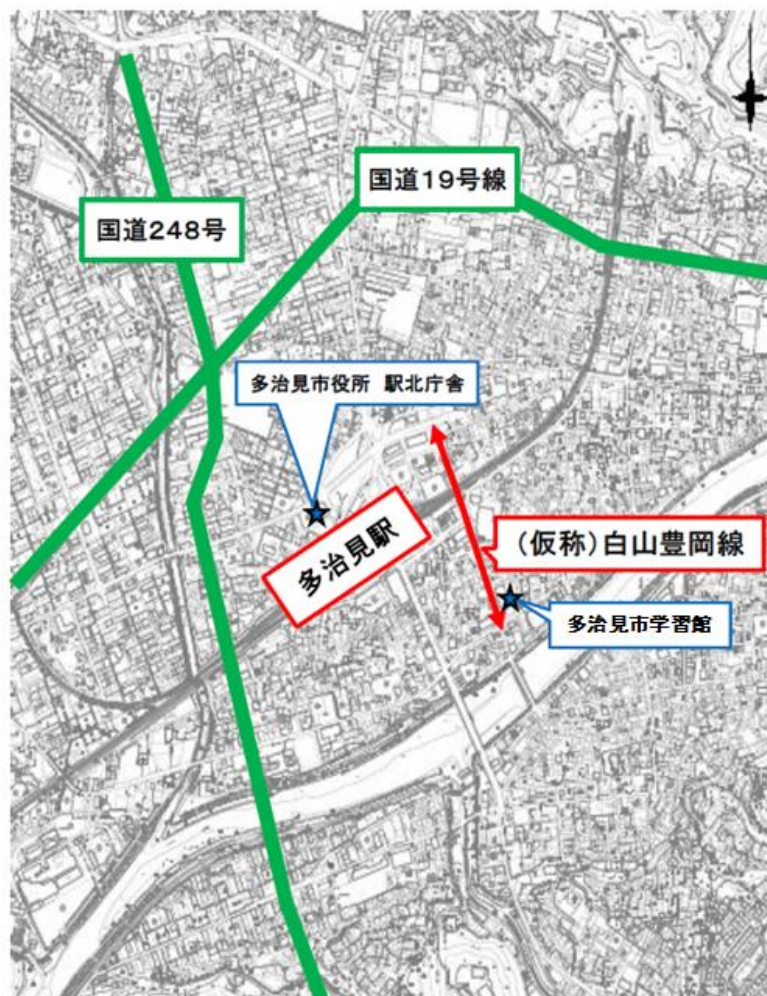 国道19号線
国道248号
多治見市役所　駅北庁舎
多治見駅
（仮称）白山豊岡線
多治見市学習館